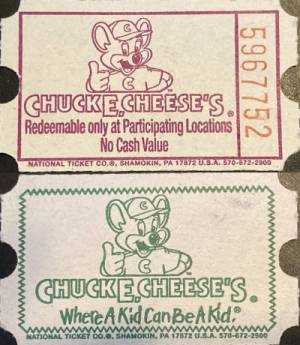 C
CHUCK E. CHEESE'S®
Redeemable only at Participating Locations
No Cash Value
5967752
NATIONAL TICKET CO.®, SHAMOKIN, PA 17872 U.S.A. 570-672-2900
C
CHUCK E. CHEESE'S®
Where A Kid Can Be A Kid.®
NATIONAL TICKET CO.®, SHAMOKIN, PA 17872 U.S.A. 570-672-2900